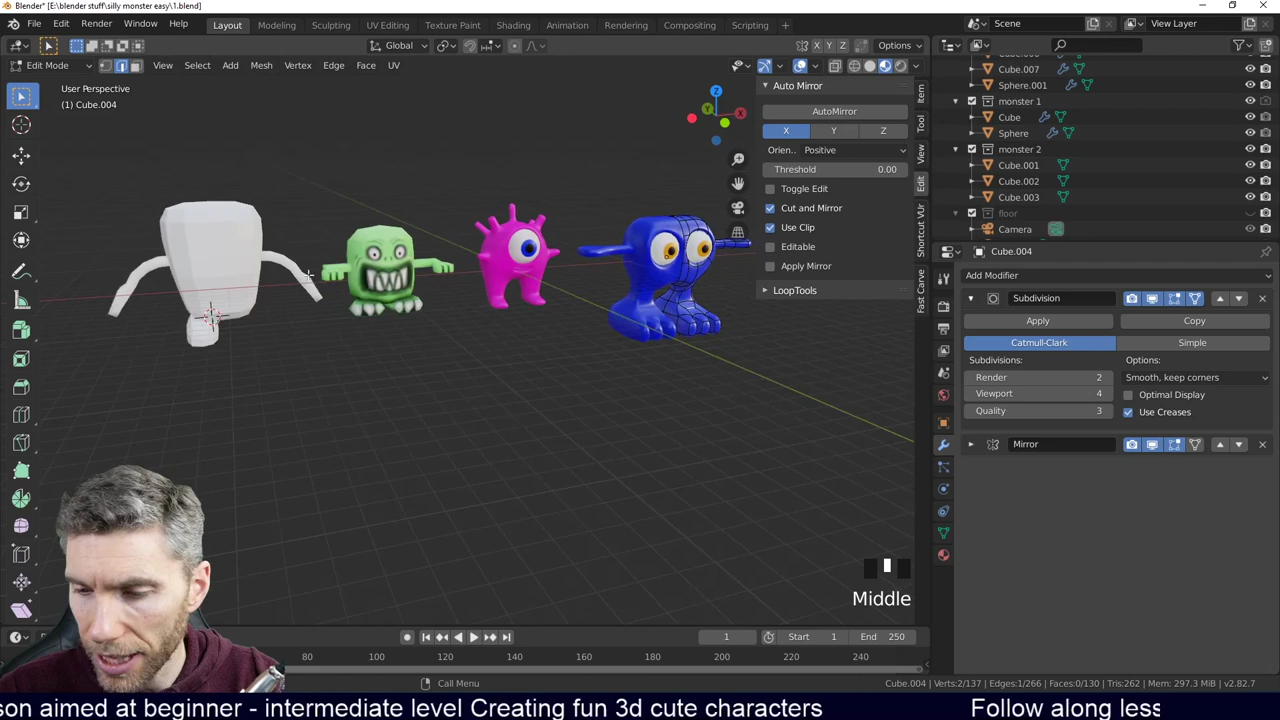 Blender* [E:\blender stuff\silly monster easy\1.blend]
File Edit Render Window Help Layout Modeling Sculpting UV Editing Texture Paint Shading Animation Rendering Compositing Scripting + Scene View Layer
Global Options
X Y Z
Edit Mode View Select Add Mesh Vertex Edge Face UV
User Perspective
(1) Cube.004
Z
Y
X
Auto Mirror
AutoMirror
X Y Z
Orien.. Positive
Threshold 0.00
Toggle Edit
Cut and Mirror
Use Clip
Editable
Apply Mirror
LoopTools
Item
Tool
View
Edit
Shortcut VUr
Fast Carve
Cube.007
Sphere.001
monster 1
Cube
Sphere
monster 2
Cube.001
Cube.002
Cube.003
floor
Camera
Cube.004
Add Modifier
Subdivision
Apply Copy
Catmull-Clark Simple
Subdivisions: Options:
Render 2 Smooth, keep corners
Viewport 4 Optimal Display
Quality 3 Use Creases
Mirror
Middle
1 Start 1 End 250
80 100 120 140 160 180 200 220 240
Call Menu
Cube.004 | Verts:2/137 | Edges:1/266 | Faces:0/130 | Tris:262 | Mem: 297.3 MiB | v2.82.7
son aimed at beginner - intermediate level Creating fun 3d cute characters Follow along less